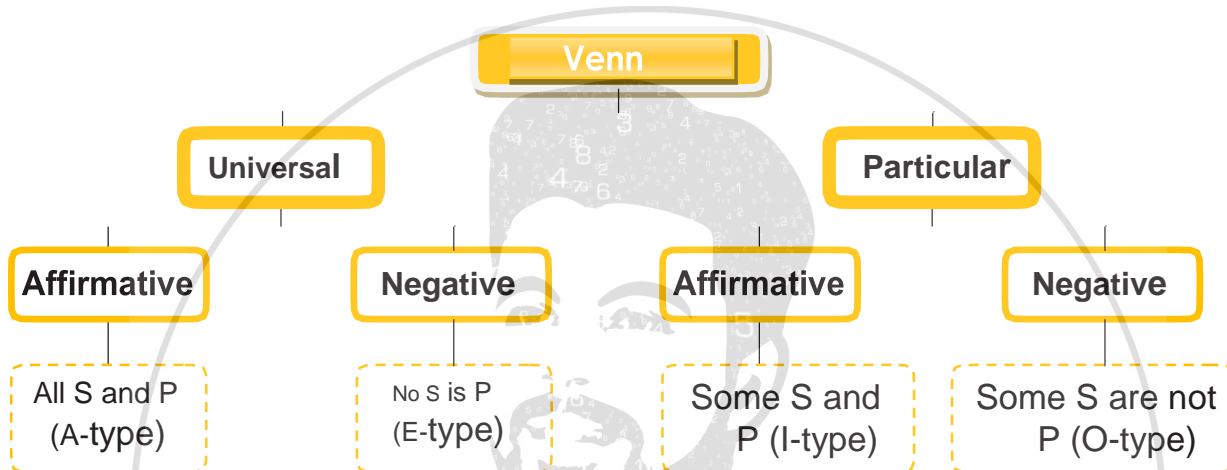 Venn
Universal
Particular
Affirmative
Negative
Affirmative
Negative
All S and P
(A-type)
No S is P
(E-type)
Some S and
P (I-type)
Some S are not
P (O-type)